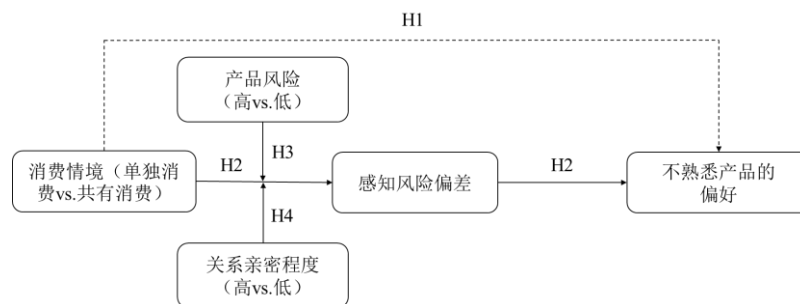 H1
产品风险
（高vs.低）
消费情境（单独消
费vs.共有消费）
H2
H3
感知风险偏差
H2
不熟悉产品的
偏好
H4
关系亲密程度
（高vs.低）